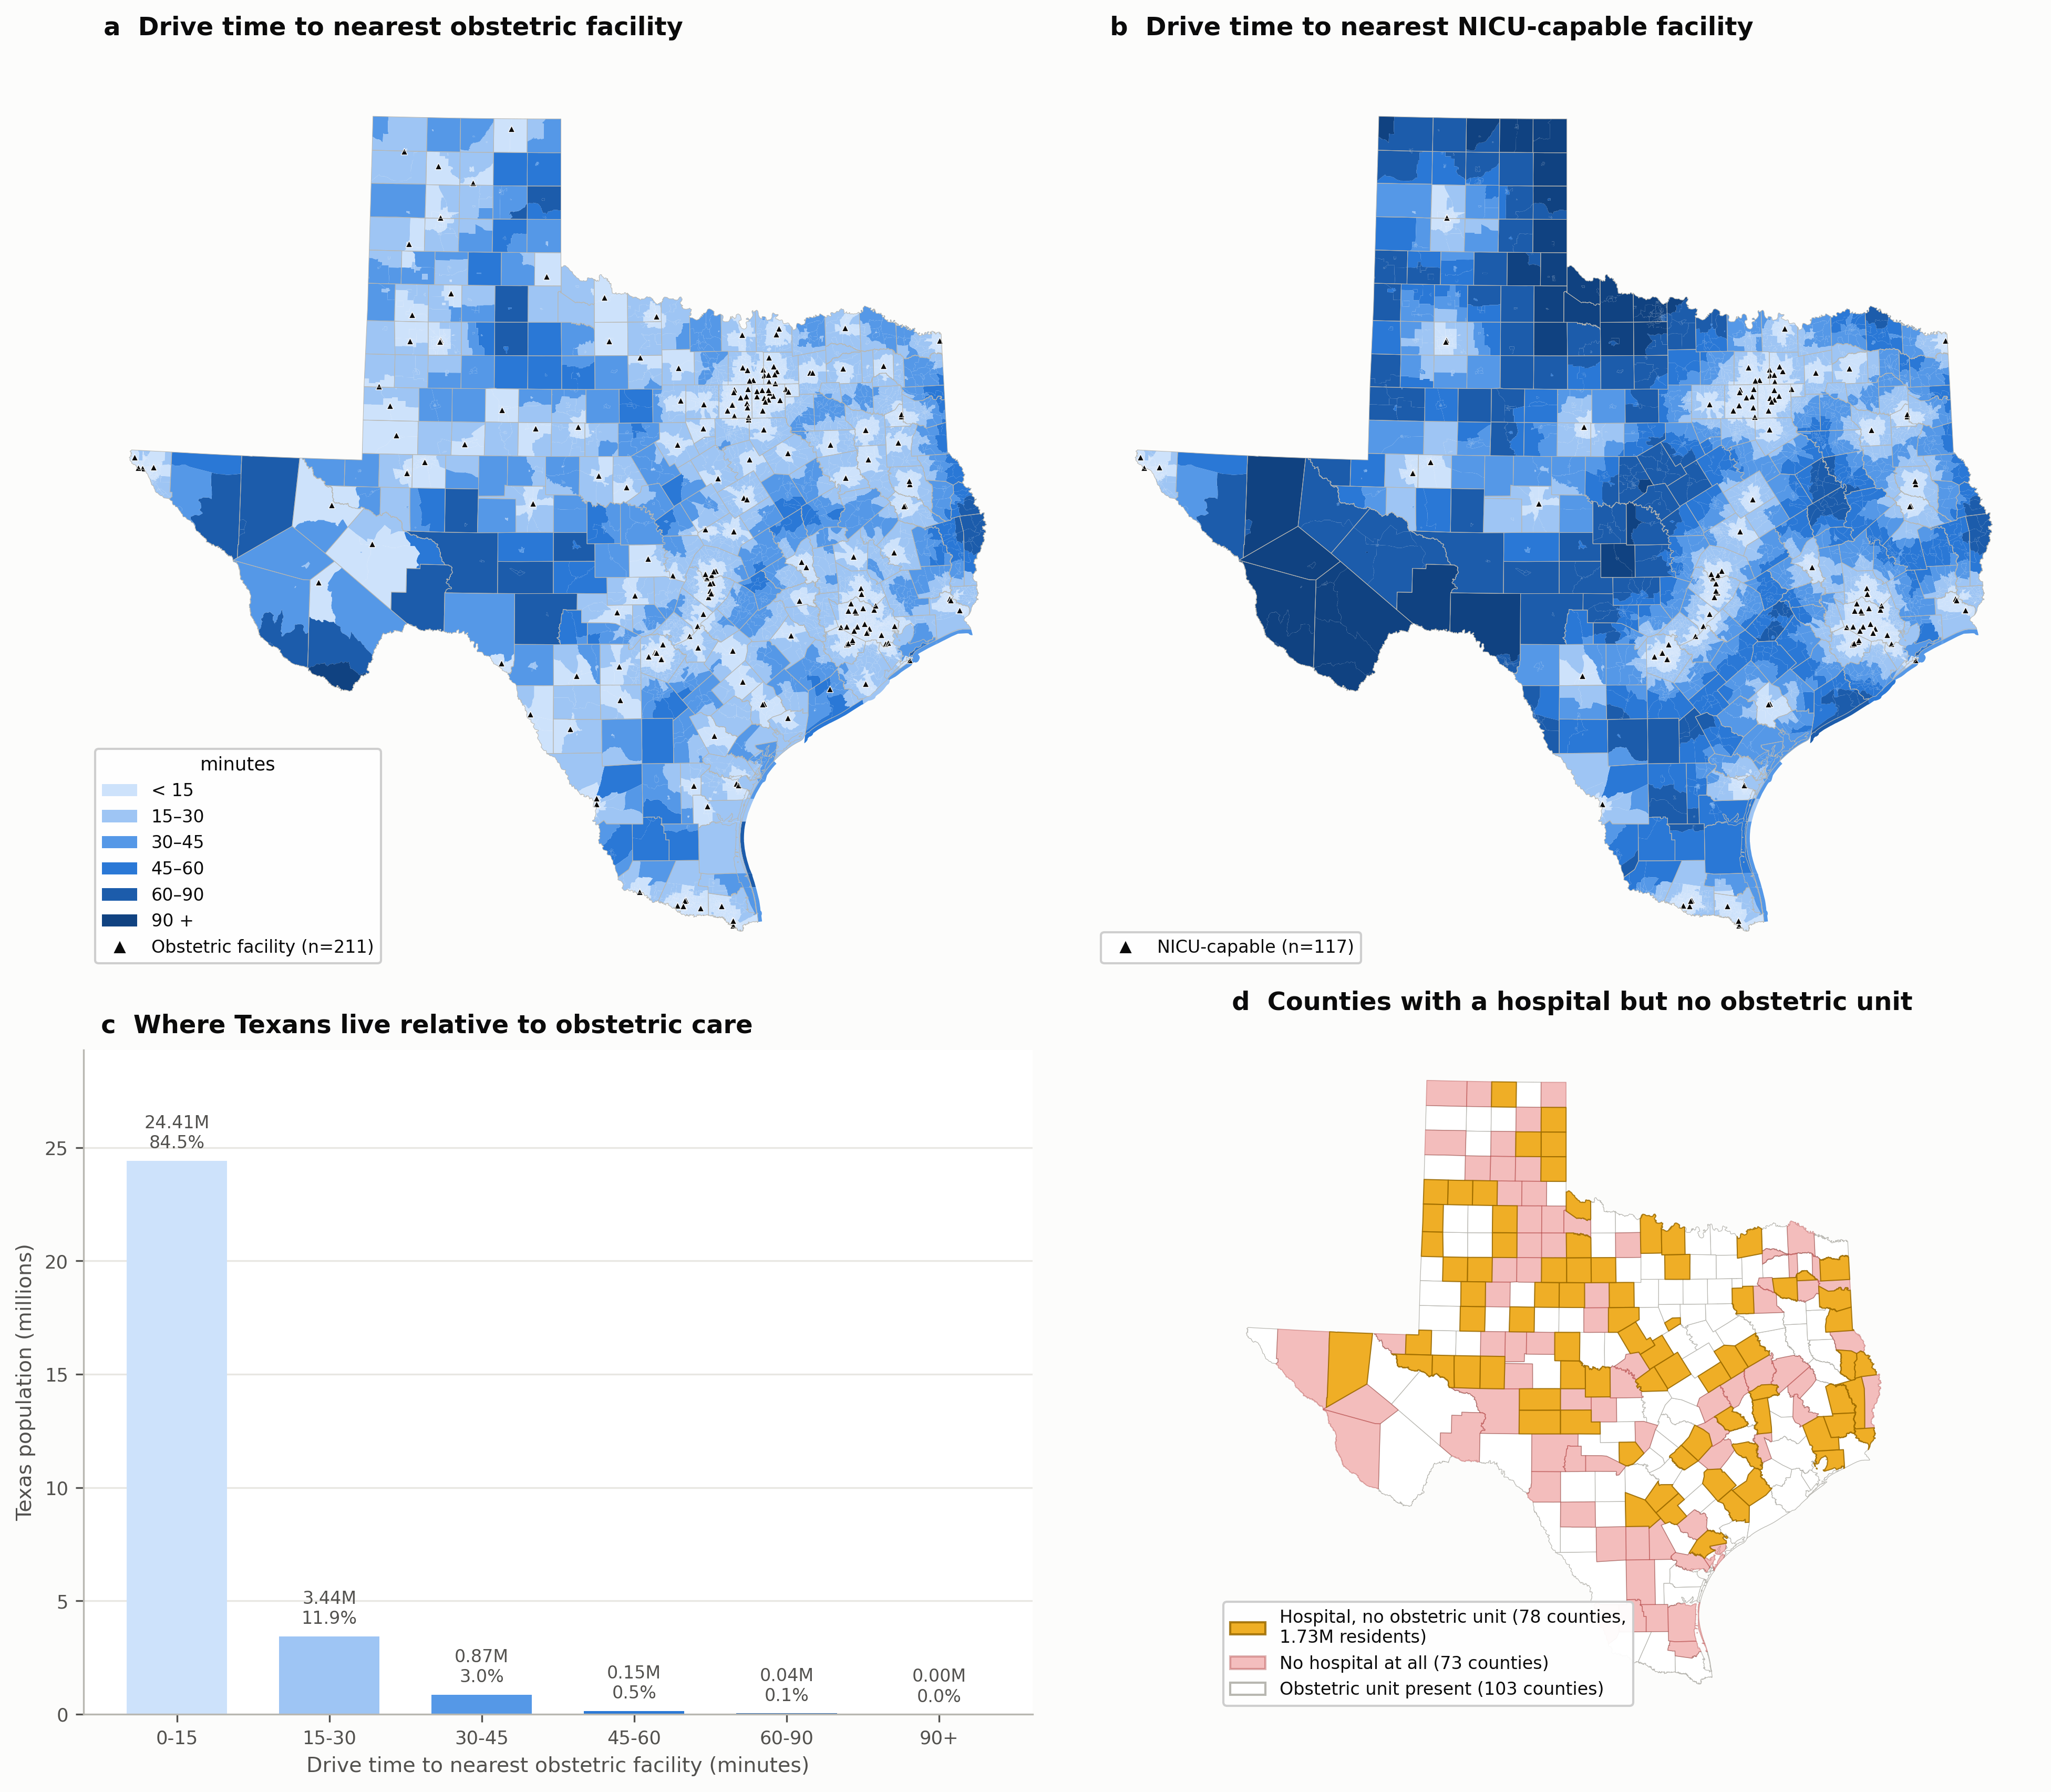 a Drive time to nearest obstetric facility
b Drive time to nearest NICU-capable facility
minutes
< 15
15–30
30–45
45–60
60–90
90 +
Obstetric facility (n=211)
NICU-capable (n=117)
c Where Texans live relative to obstetric care
Texas population (millions)
25
20
15
10
5
0
24.41M
84.5%
3.44M
11.9%
0.87M
3.0%
0.15M
0.5%
0.04M
0.1%
0.00M
0.0%
0-15
15-30
30-45
45-60
60-90
90+
Drive time to nearest obstetric facility (minutes)
d Counties with a hospital but no obstetric unit
Hospital, no obstetric unit (78 counties,
1.73M residents)
No hospital at all (73 counties)
Obstetric unit present (103 counties)